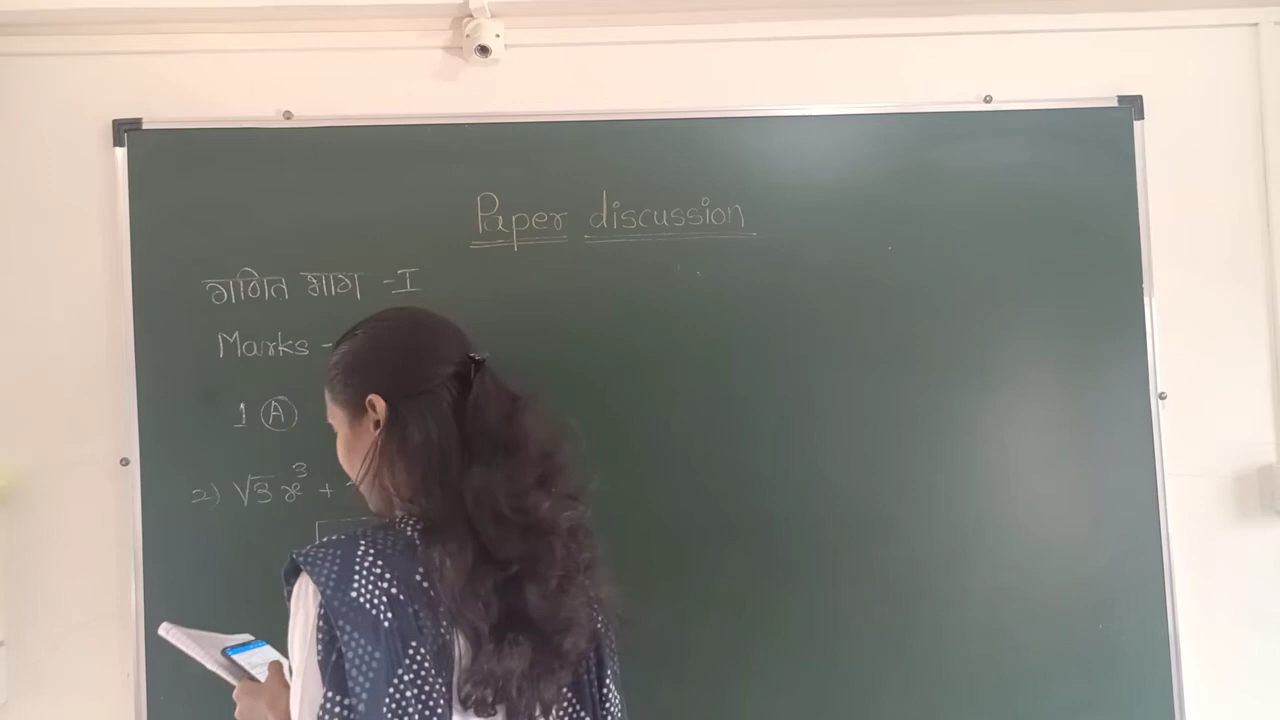 Paper discussion
गणित भाग - I
Marks -
1 (A)
2) √3 x³ +